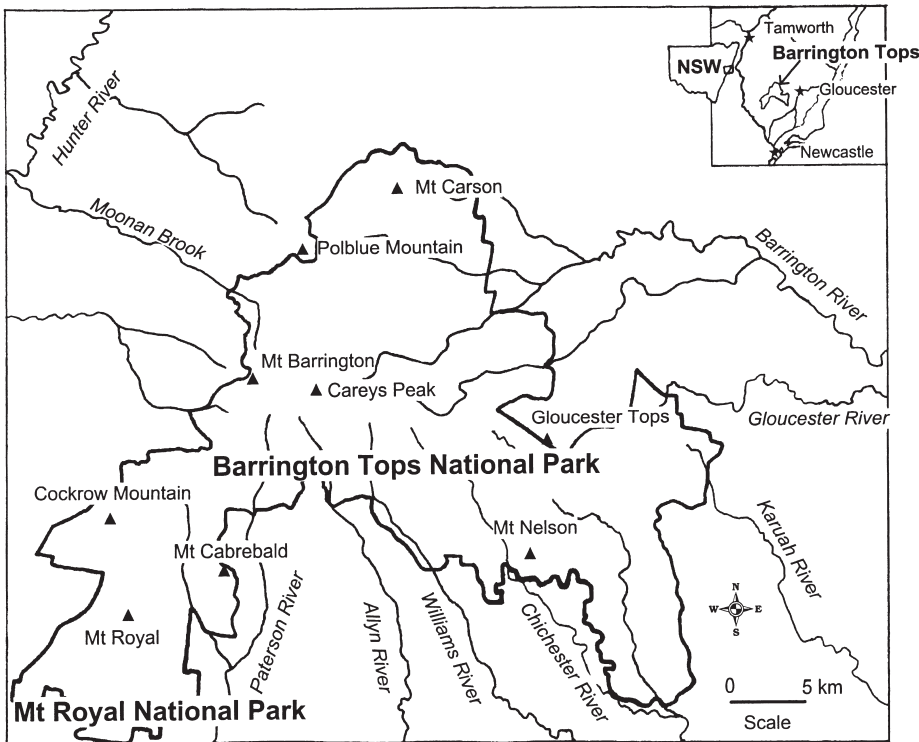 Tamworth
Barrington Tops
NSW
Gloucester
Newcastle
Hunter River
Mt Carson
Moonan Brook
Polblue Mountain
Barrington River
Mt Barrington
Careys Peak
Gloucester Tops
Gloucester River
Barrington Tops National Park
Cockrow Mountain
Mt Nelson
Karuah River
Mt Cabrebald
N
W E
S
Mt Royal
Paterson River
Allyn River
Williams River
Chichester River
0 5 km
Scale
Mt Royal National Park